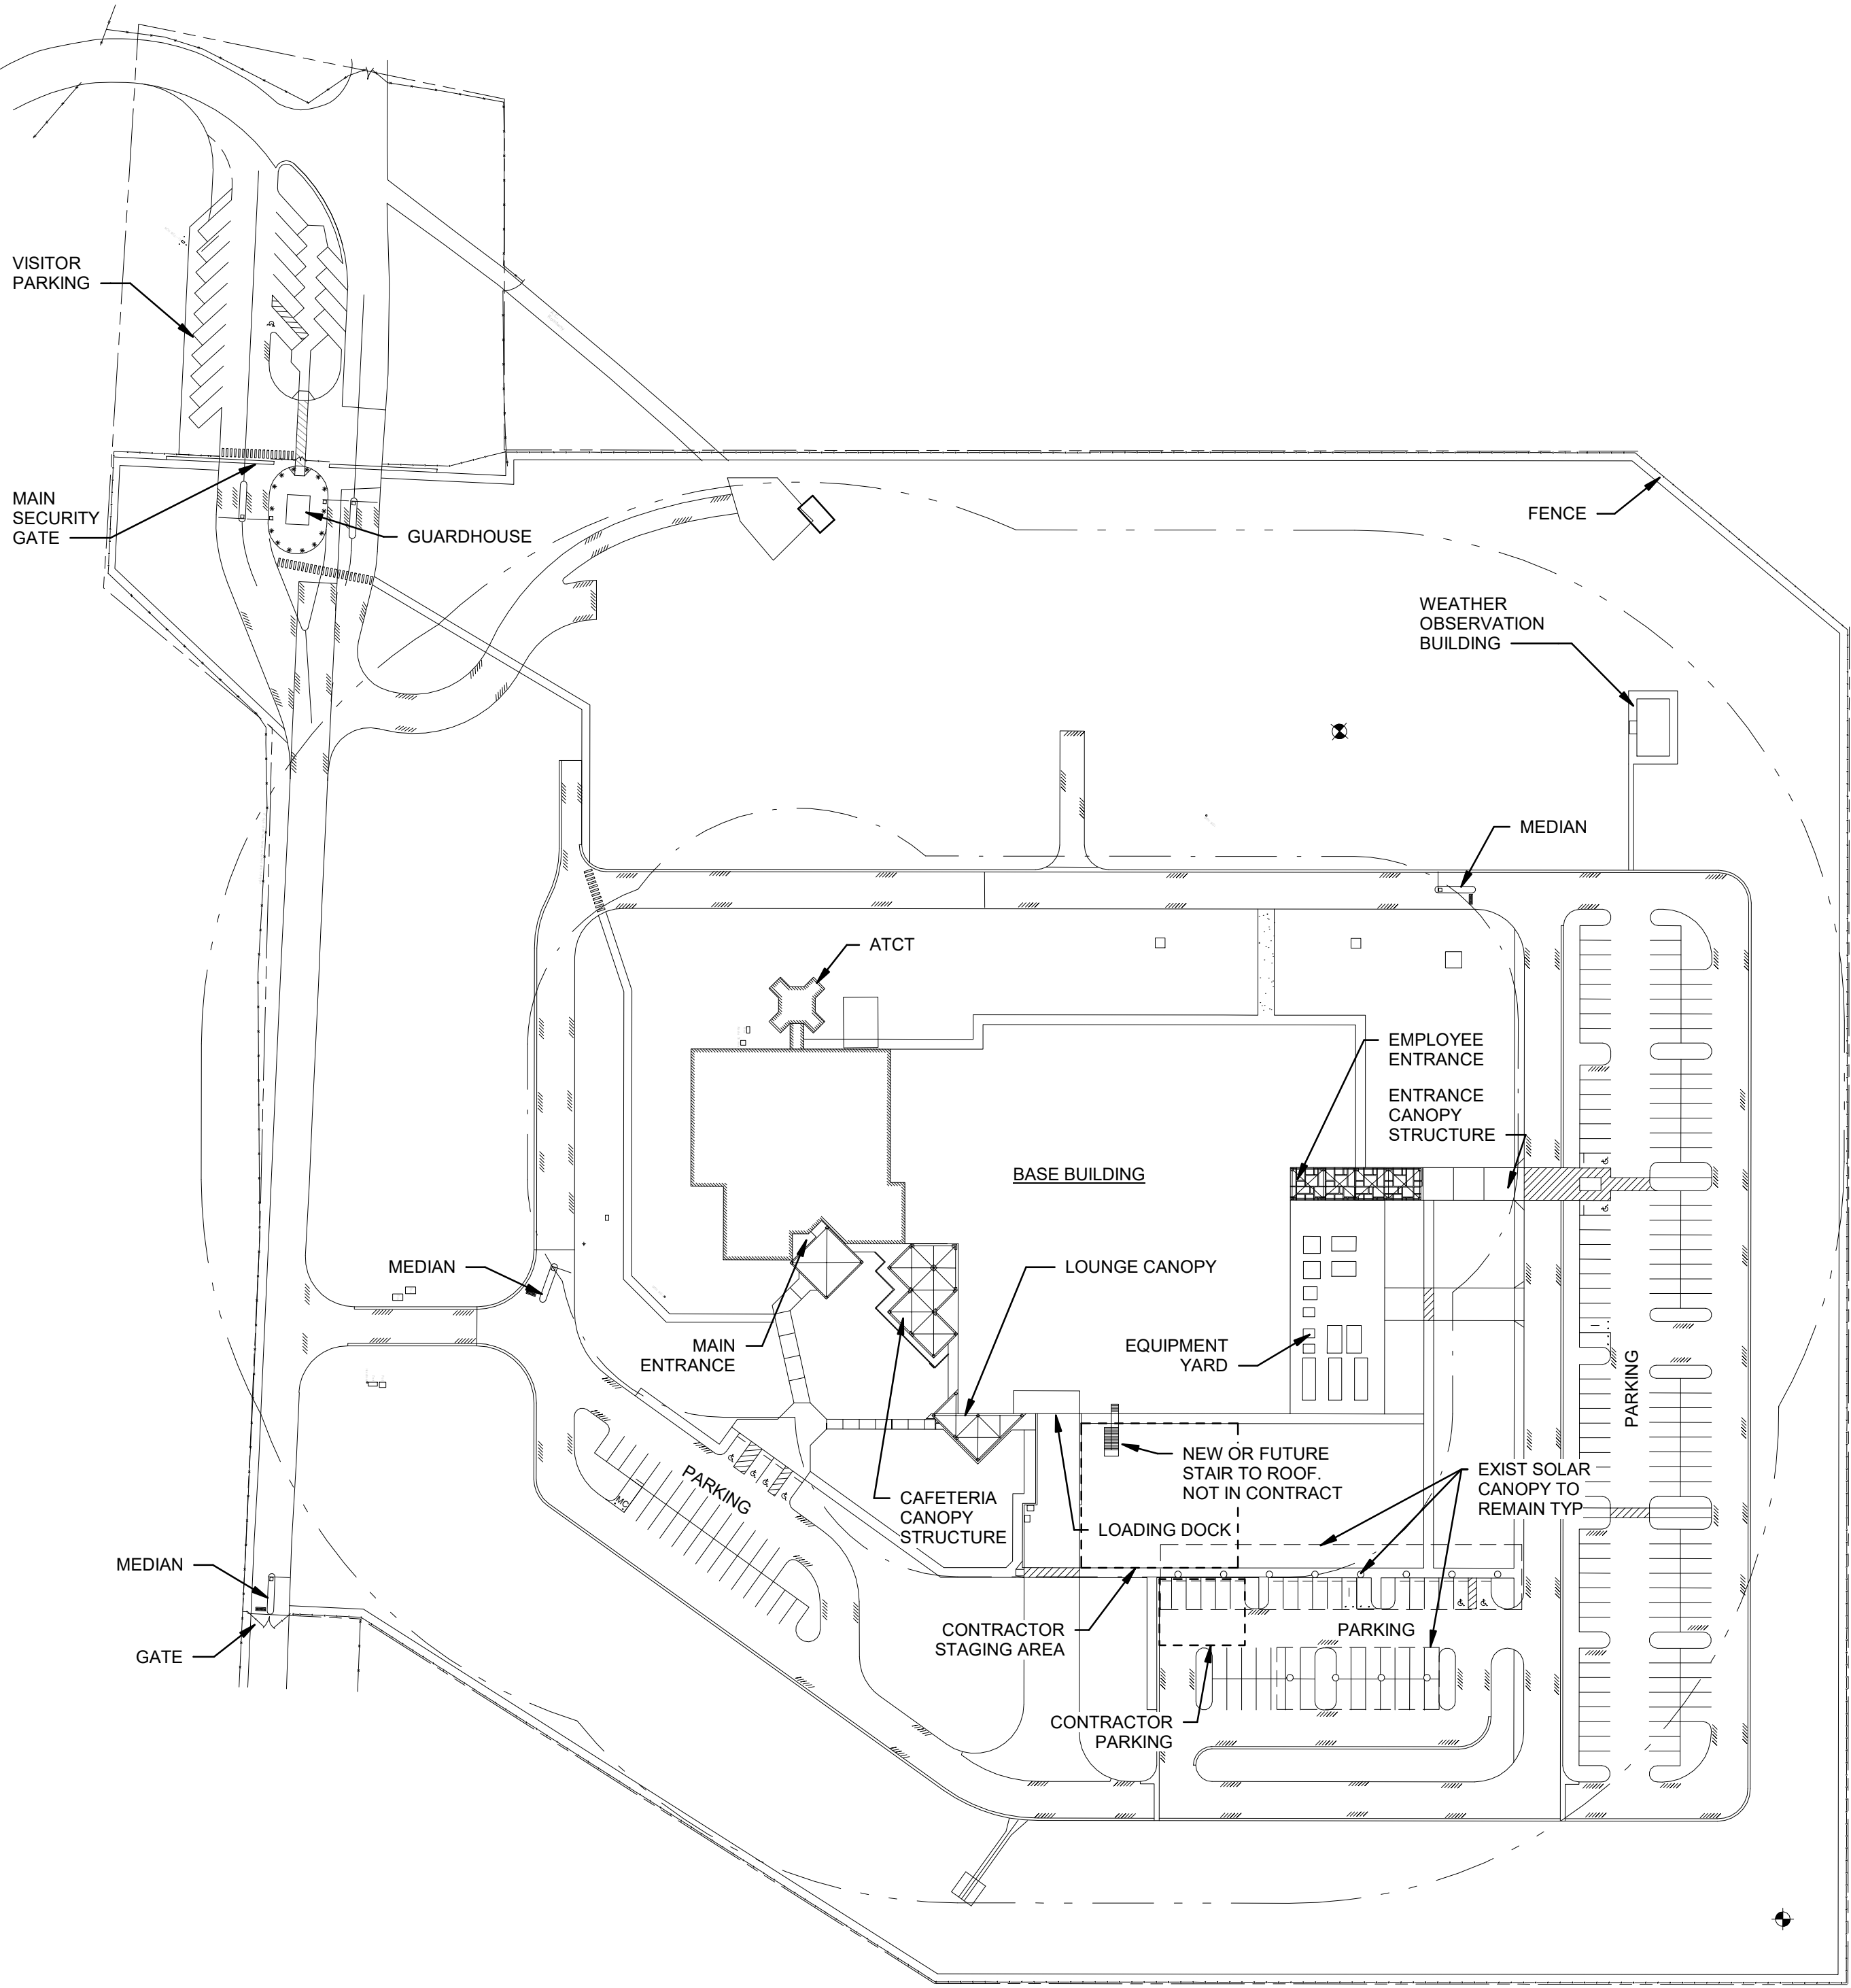 VISITOR
PARKING
MAIN
SECURITY
GATE
GUARDHOUSE
FENCE
WEATHER
OBSERVATION
BUILDING
MEDIAN
ATCT
EMPLOYEE
ENTRANCE
ENTRANCE
CANOPY
STRUCTURE
BASE BUILDING
MEDIAN
LOUNGE CANOPY
MAIN
ENTRANCE
EQUIPMENT
YARD
PARKING
NEW OR FUTURE
STAIR TO ROOF.
NOT IN CONTRACT
EXIST SOLAR
CANOPY TO
REMAIN TYP
PARKING
MC
CAFETERIA
CANOPY
STRUCTURE
LOADING DOCK
MEDIAN
GATE
CONTRACTOR
STAGING AREA
PARKING
CONTRACTOR
PARKING